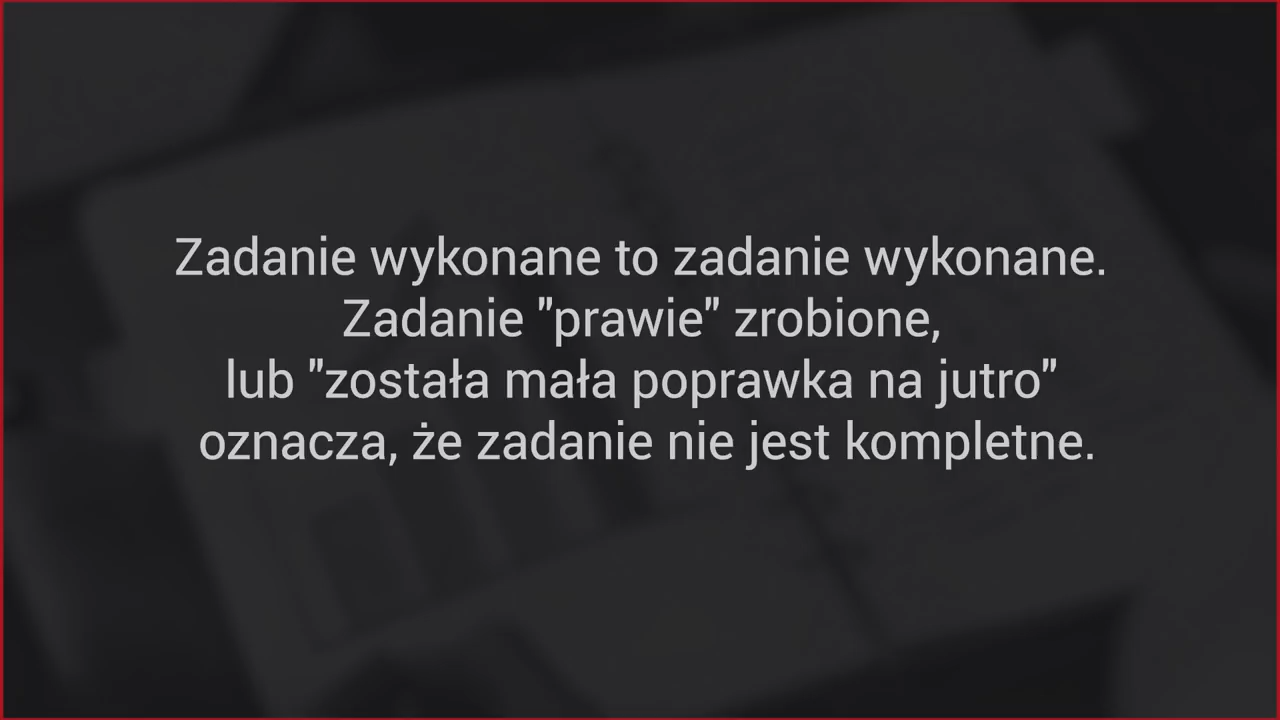 Zadanie wykonane to zadanie wykonane.
Zadanie "prawie" zrobione,
lub "została mała poprawka na jutro"
oznacza, że zadanie nie jest kompletne.